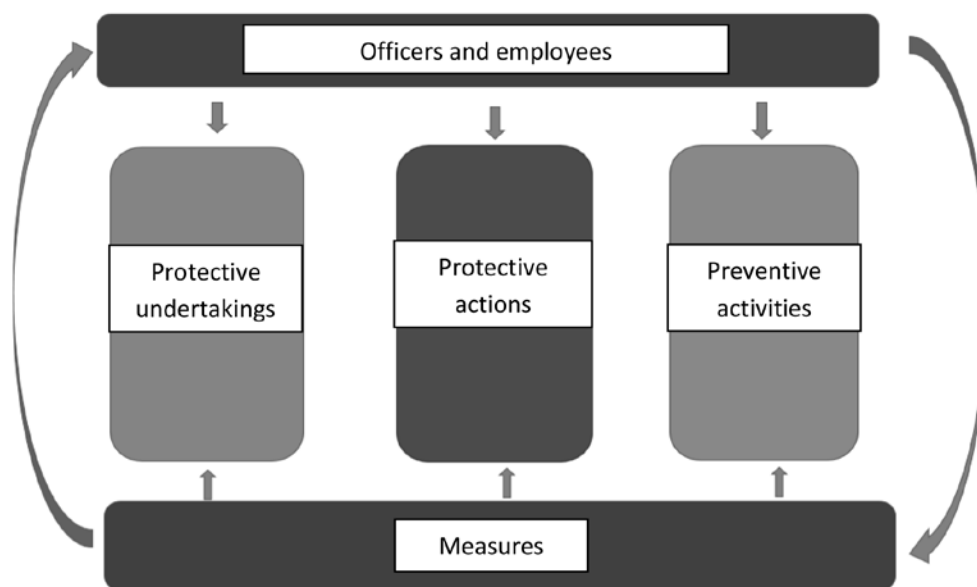 Officers and employees
Protective
undertakings
Protective
actions
Preventive
activities
Measures